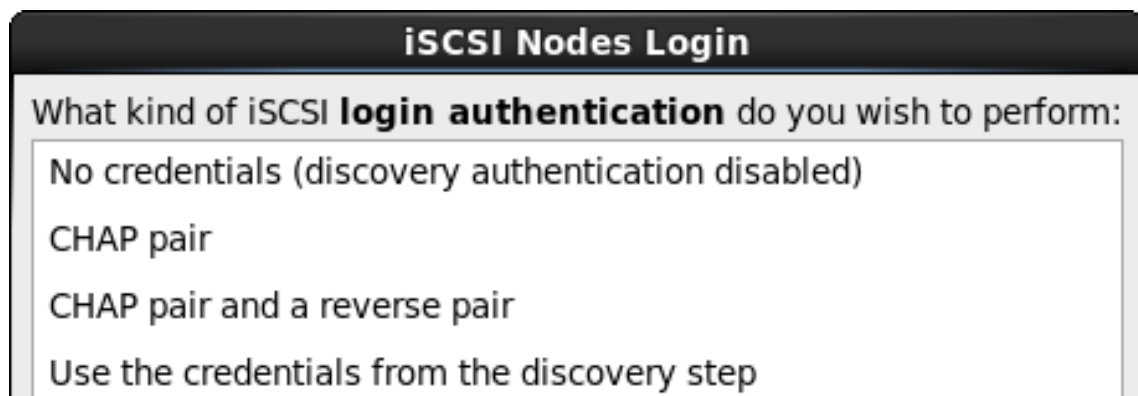 iSCSI Nodes Login
What kind of iSCSI login authentication do you wish to perform:
No credentials (discovery authentication disabled)
CHAP pair
CHAP pair and a reverse pair
Use the credentials from the discovery step